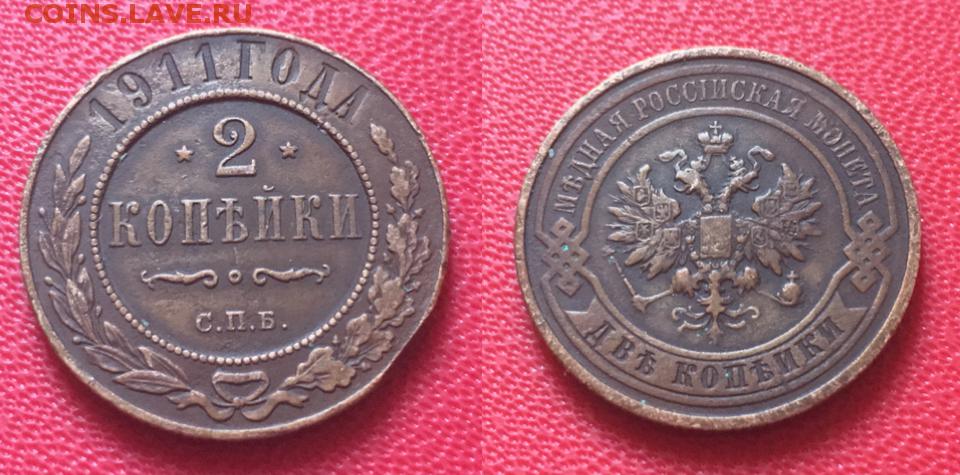 COINS.LAVE.RU
1911 ГОДА
2
КОПѢЙКИ
С.П.Б.
МѢДНАЯ РОССІЙСКАЯ МОНЕТА
ДВѢ КОПѢЙКИ